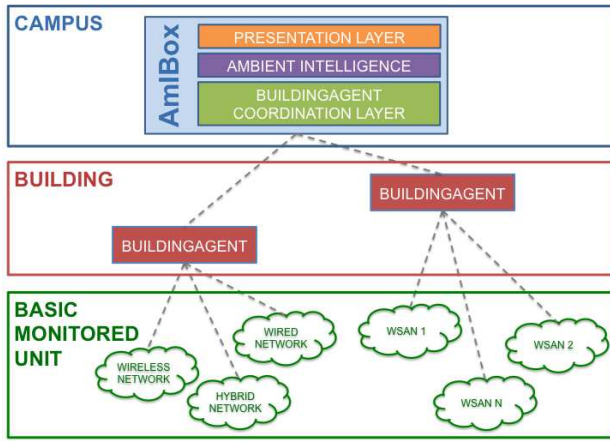 CAMPUS
AmIBox
PRESENTATION LAYER
AMBIENT INTELLIGENCE
BUILDINGAGENT
COORDINATION LAYER
BUILDING
BUILDINGAGENT
BUILDINGAGENT
BASIC
MONITORED
UNIT
WIRED
NETWORK
WIRELESS
NETWORK
HYBRID
NETWORK
WSAN 1
WSAN 2
WSAN N